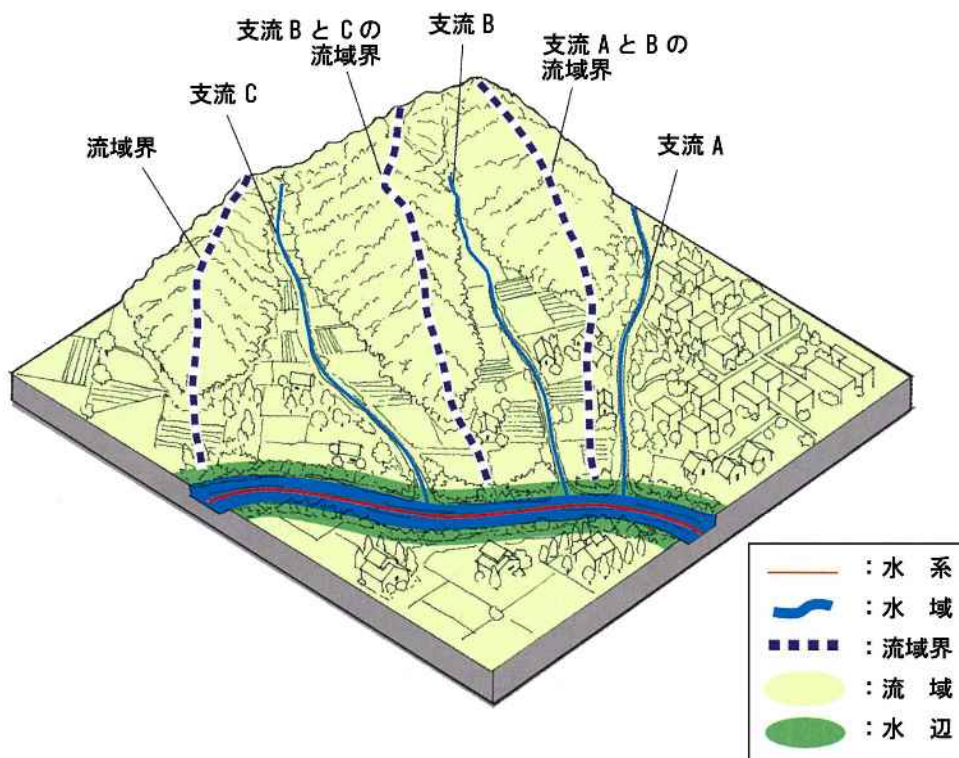 支流BとCの
流域界
支流B
支流AとBの
流域界
支流C
流域界
支流A
:水 系
:水 域
:流域界
:流 域
:水 辺